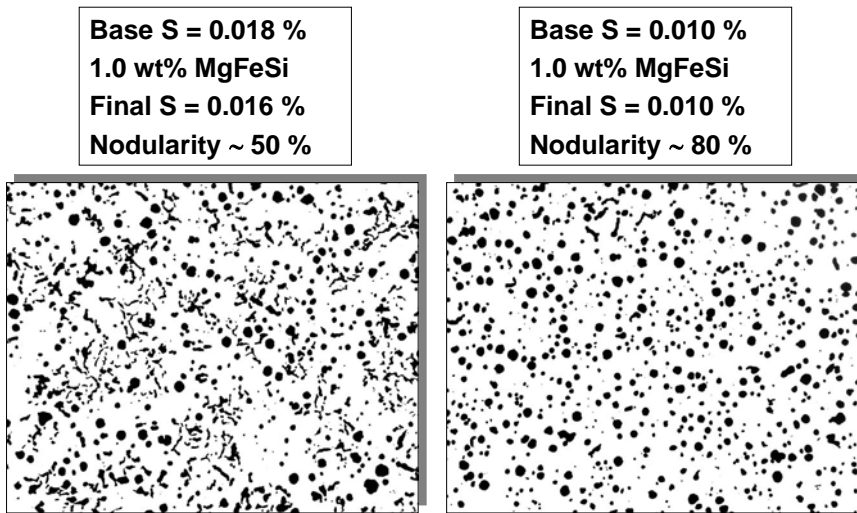 Base S = 0.018 %
1.0 wt% MgFeSi
Final S = 0.016 %
Nodularity ~ 50 %
Base S = 0.010 %
1.0 wt% MgFeSi
Final S = 0.010 %
Nodularity ~ 80 %